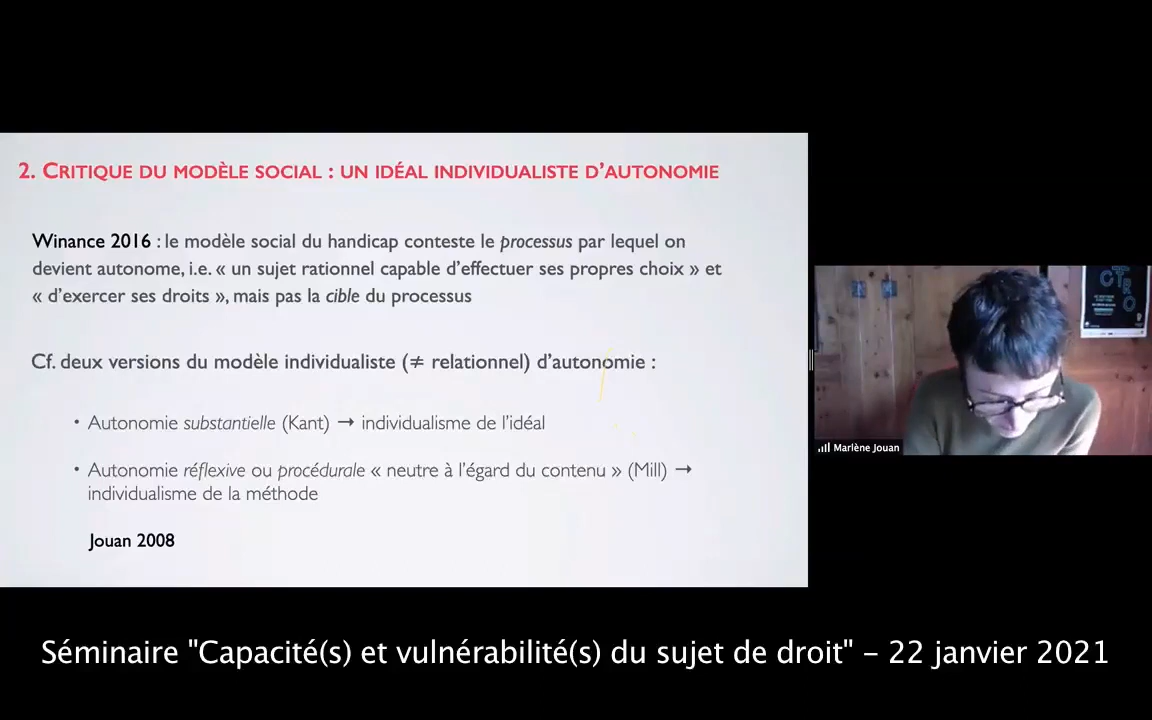 2. CRITIQUE DU MODÈLE SOCIAL : UN IDÉAL INDIVIDUALISTE D’AUTONOMIE
Winance 2016 : le modèle social du handicap conteste le processus par lequel on
devient autonome, i.e. « un sujet rationnel capable d’effectuer ses propres choix » et
« d’exercer ses droits », mais pas la cible du processus
Cf. deux versions du modèle individualiste (≠ relationnel) d’autonomie :
• Autonomie substantielle (Kant) → individualisme de l’idéal
• Autonomie réflexive ou procédurale « neutre à l’égard du contenu » (Mill) →
individualisme de la méthode
Jouan 2008
CTRO
Marlène Jouan
Séminaire "Capacité(s) et vulnérabilité(s) du sujet de droit" – 22 janvier 2021